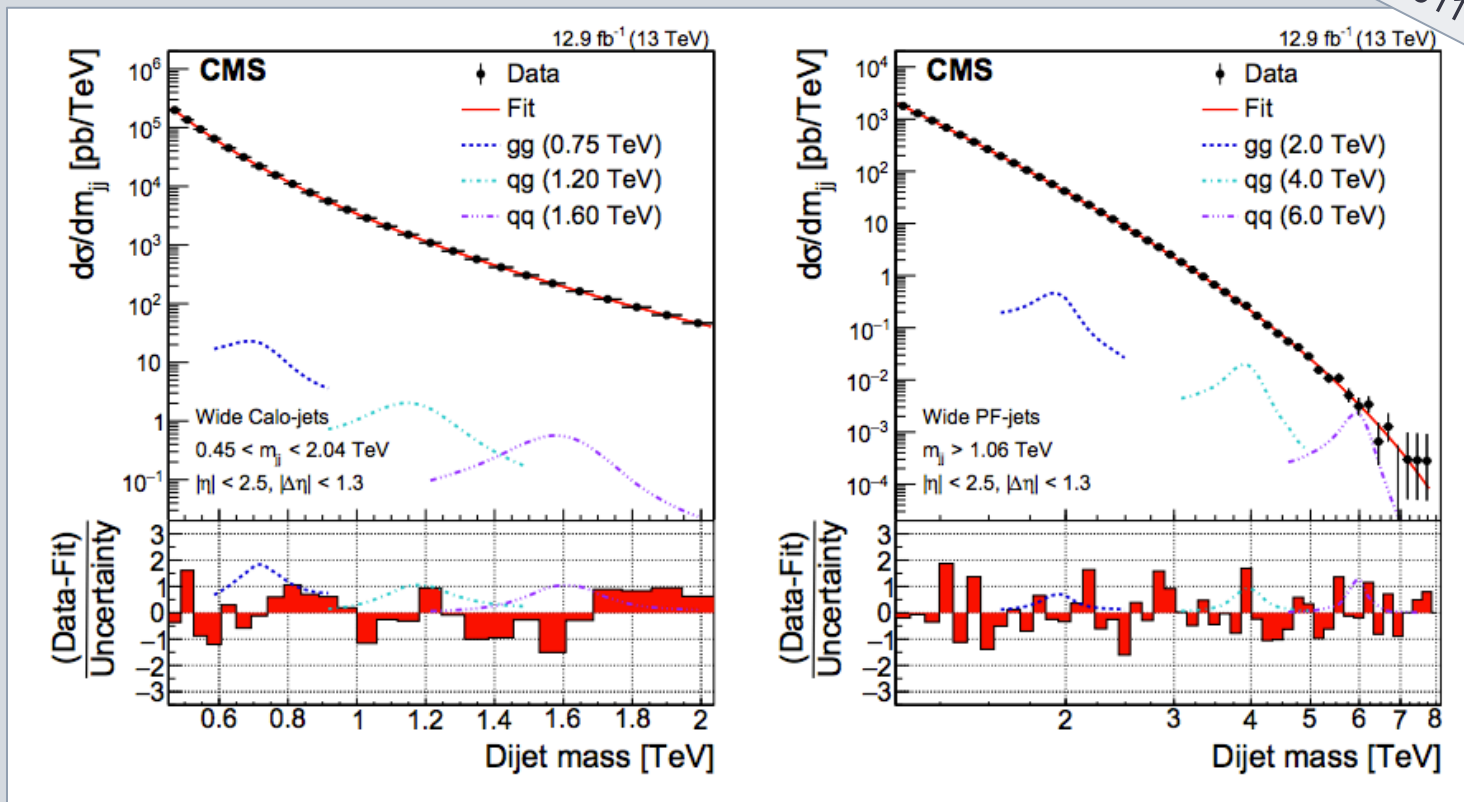 12.9 fb⁻¹ (13 TeV)
CMS
Data
Fit
gg (0.75 TeV)
qg (1.20 TeV)
qq (1.60 TeV)
dσ/dm_jj [pb/TeV]
10⁶
10⁵
10⁴
10³
10²
10
1
10⁻¹
Wide Calo-jets
0.45 < m_jj < 2.04 TeV
|η| < 2.5, |Δη| < 1.3
(Data-Fit)
Uncertainty
3
2
1
0
−1
−2
−3
0.6 0.8 1 1.2 1.4 1.6 1.8 2
Dijet mass [TeV]
12.9 fb⁻¹ (13 TeV)
CMS
Data
Fit
gg (2.0 TeV)
qg (4.0 TeV)
qq (6.0 TeV)
dσ/dm_jj [pb/TeV]
10⁴
10³
10²
10
1
10⁻¹
10⁻²
10⁻³
10⁻⁴
Wide PF-jets
m_jj > 1.06 TeV
|η| < 2.5, |Δη| < 1.3
(Data-Fit)
Uncertainty
3
2
1
0
−1
−2
−3
2 3 4 5 6 7 8
Dijet mass [TeV]